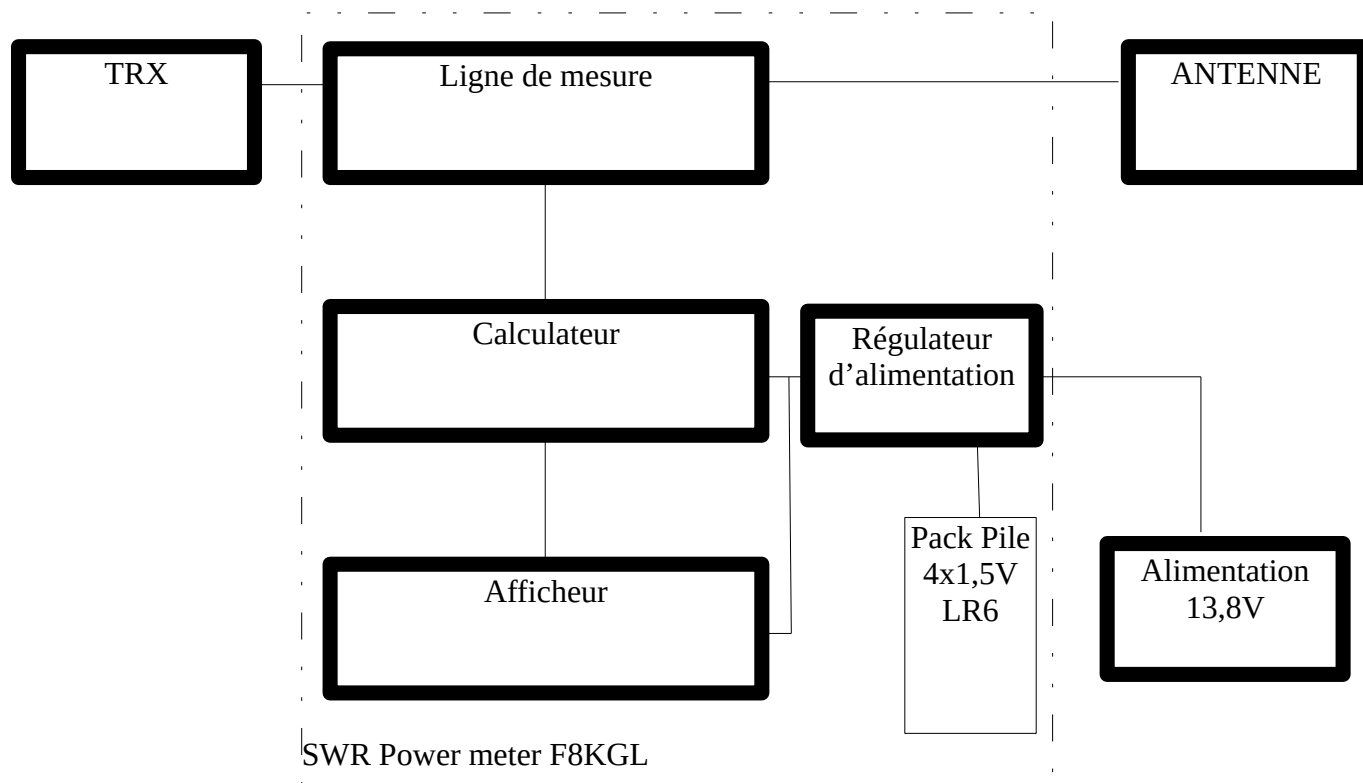 TRX
Ligne de mesure
ANTENNE
Calculateur
Régulateur
d’alimentation
Afficheur
Pack Pile
4x1,5V
LR6
Alimentation
13,8V
SWR Power meter F8KGL